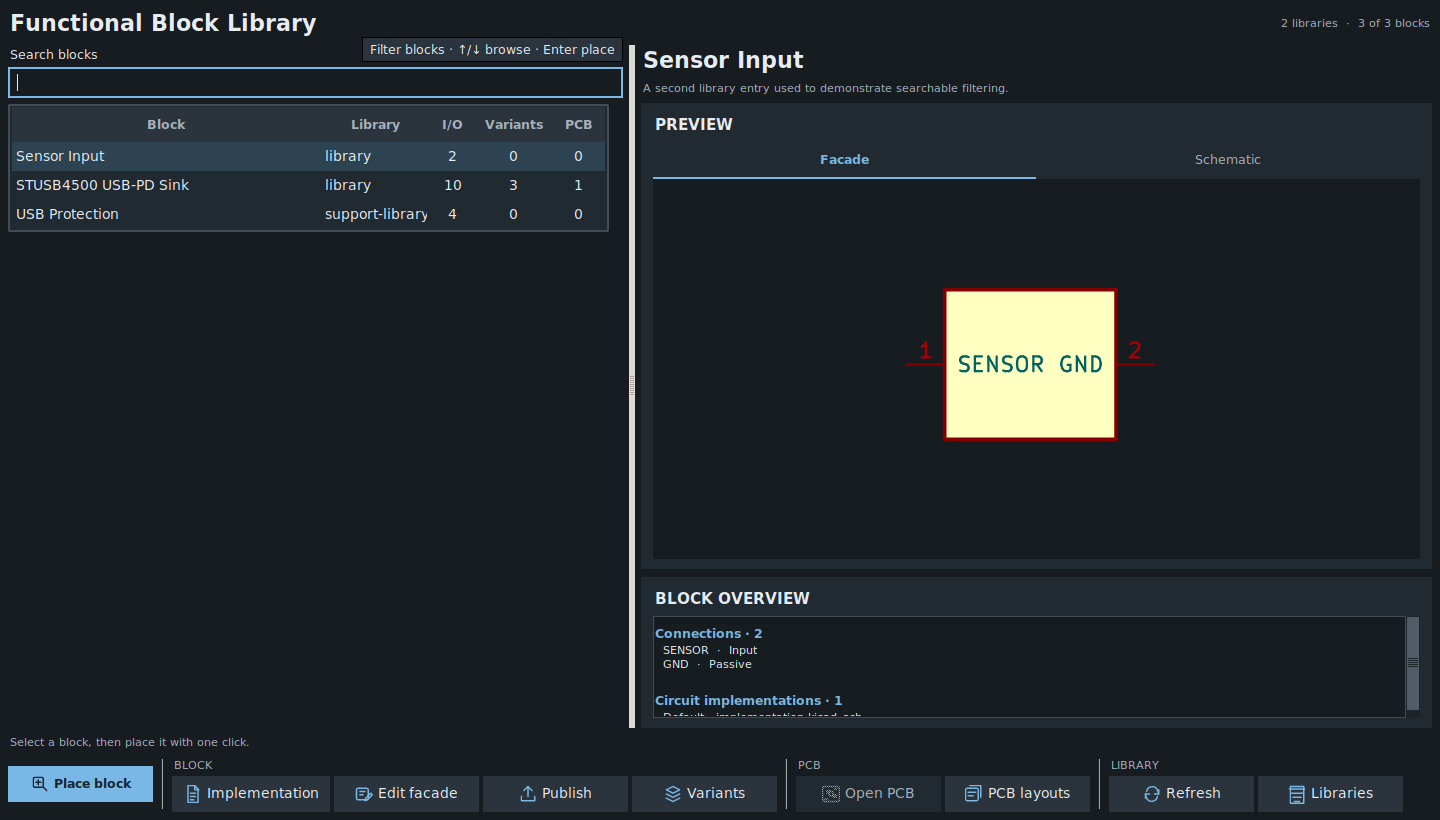 Functional Block Library
2 libraries · 3 of 3 blocks
Search blocks
Filter blocks · ↑/↓ browse · Enter place
Block Library I/O Variants PCB
Sensor Input library 2 0 0
STUSB4500 USB-PD Sink library 10 3 1
USB Protection support-library 4 0 0
Sensor Input
A second library entry used to demonstrate searchable filtering.
PREVIEW
Facade Schematic
1 SENSOR GND 2
BLOCK OVERVIEW
Connections · 2
SENSOR · Input
GND · Passive
Circuit implementations · 1
Select a block, then place it with one click.
Place block
BLOCK
Implementation Edit facade Publish Variants
PCB
Open PCB PCB layouts
LIBRARY
Refresh Libraries